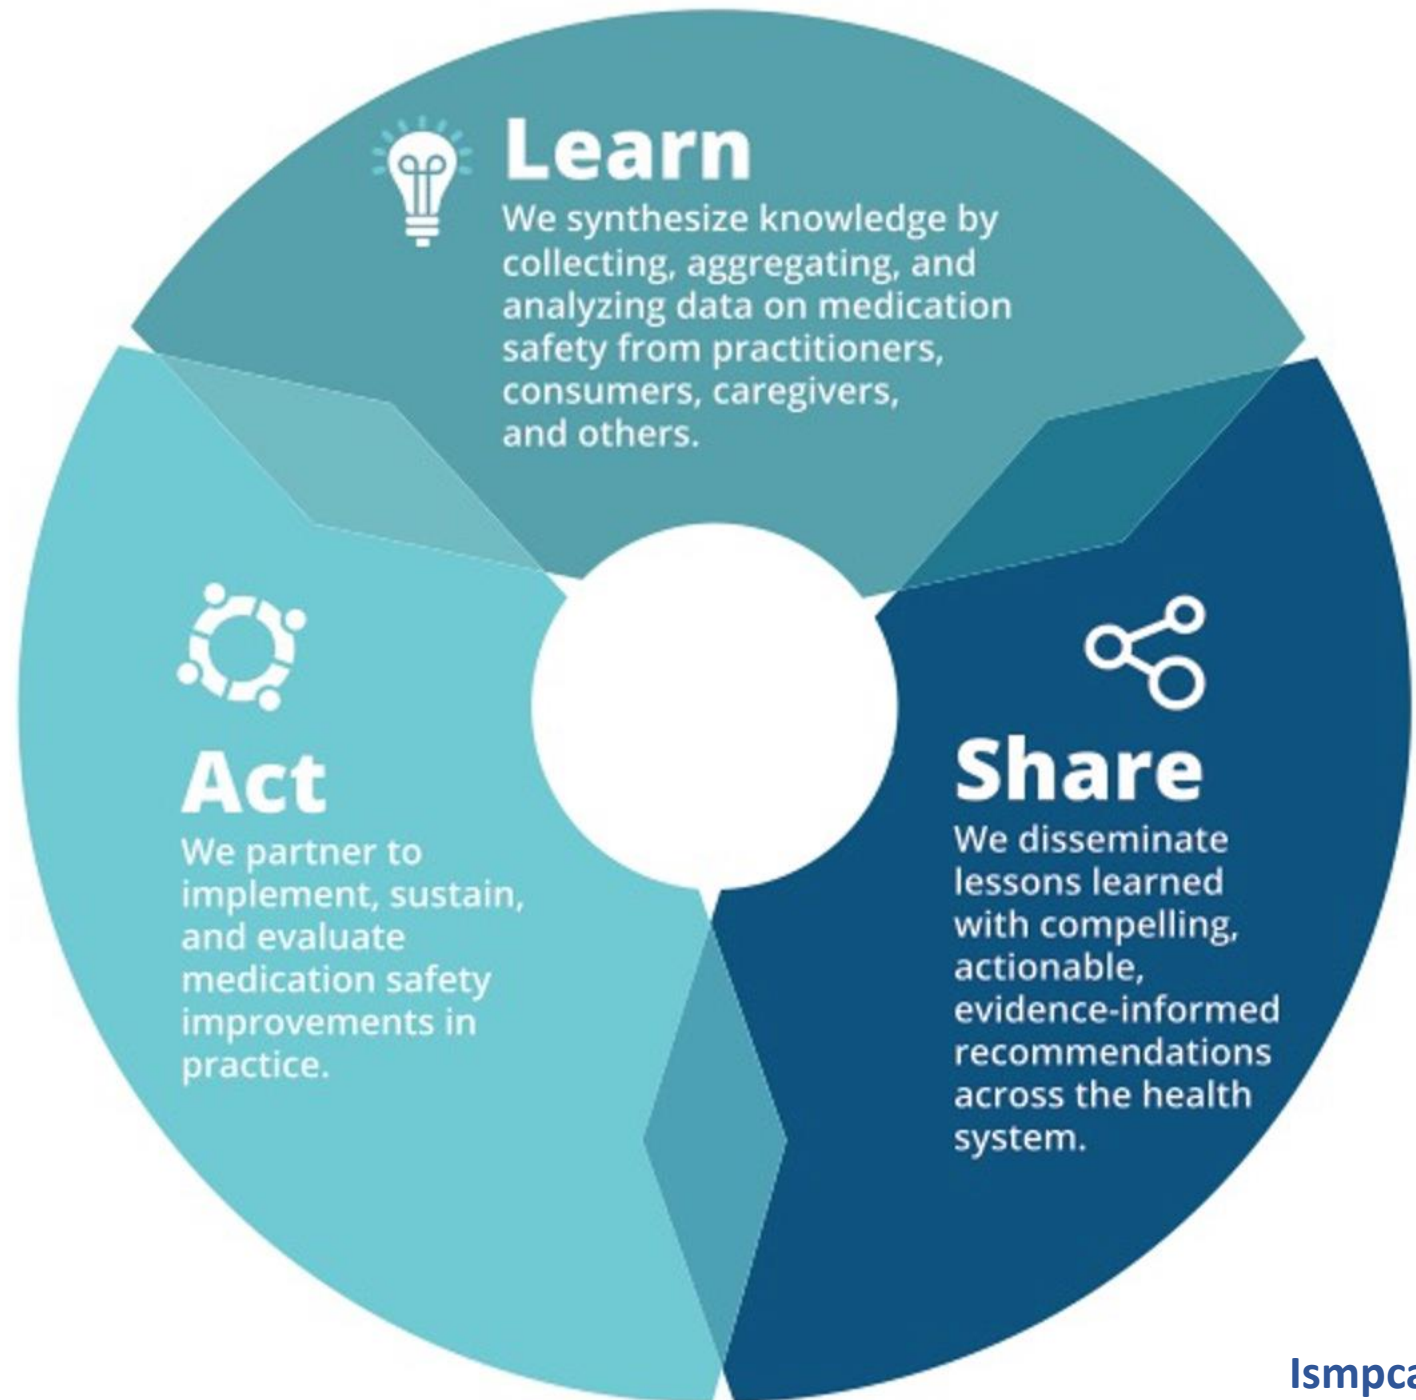 Learn
We synthesize knowledge by
collecting, aggregating, and
analyzing data on medication
safety from practitioners,
consumers, caregivers,
and others.
Act
We partner to
implement, sustain,
and evaluate
medication safety
improvements in
practice.
Share
We disseminate
lessons learned
with compelling,
actionable,
evidence-informed
recommendations
across the health
system.